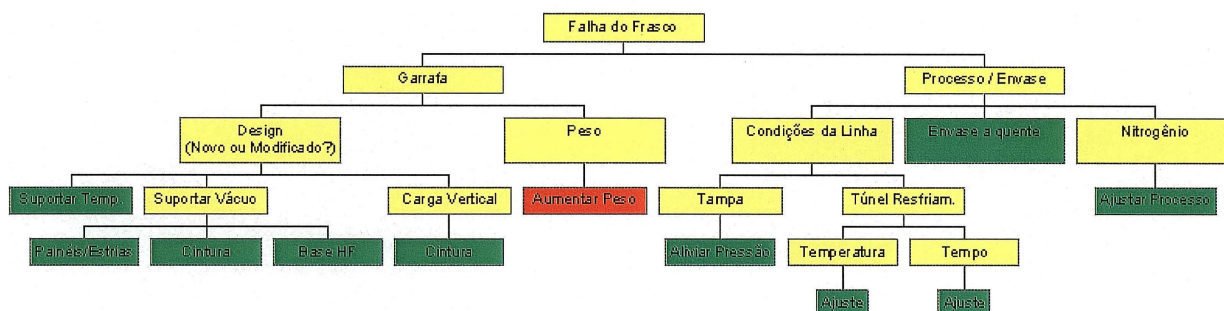 Falha do Frasco
Garrafa
Processo / Envase
Design
(Novo ou Modificado?)
Peso
Condições da Linha
Envase a quente
Nitrogênio
Suportar Temp.
Suportar Vácuo
Carga Vertical
Aumentar Peso
Tampa
Túnel Resfriam.
Ajustar Processo
Painéis/Estrias
Cintura
Base HF
Cintura
Aliviar Pressão
Temperatura
Tempo
Ajuste
Ajuste